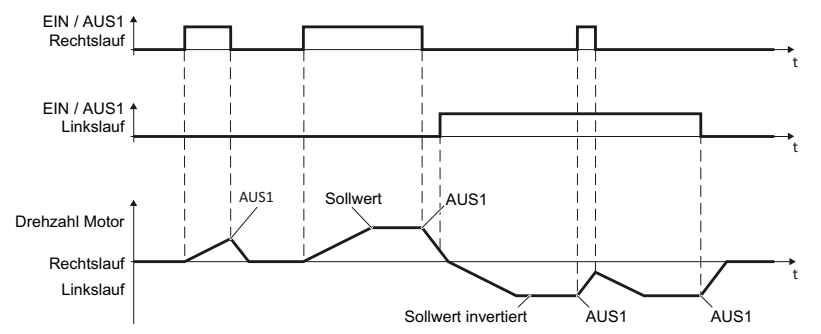 EIN / AUS1
Rechtslauf
t
EIN / AUS1
Linkslauf
t
AUS1
Sollwert
AUS1
Drehzahl Motor
Rechtslauf
t
Linkslauf
Sollwert invertiert
AUS1
AUS1